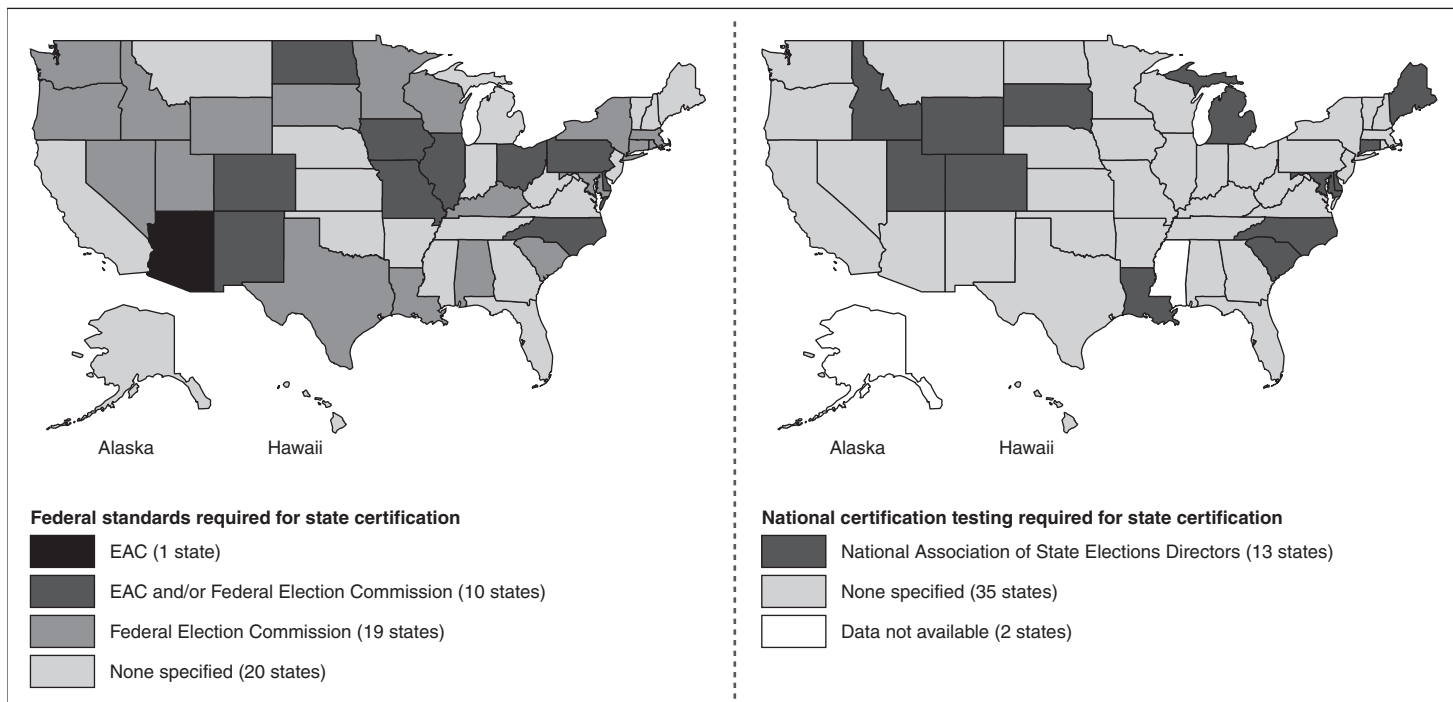 Alaska
Hawaii
Federal standards required for state certification
EAC (1 state)
EAC and/or Federal Election Commission (10 states)
Federal Election Commission (19 states)
None specified (20 states)
Alaska
Hawaii
National certification testing required for state certification
National Association of State Elections Directors (13 states)
None specified (35 states)
Data not available (2 states)